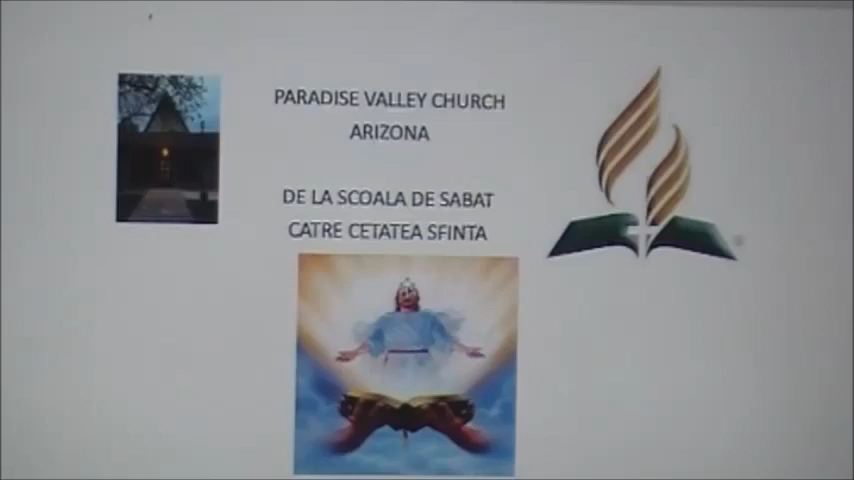 PARADISE VALLEY CHURCH
ARIZONA
DE LA SCOALA DE SABAT
CATRE CETATEA SFINTA